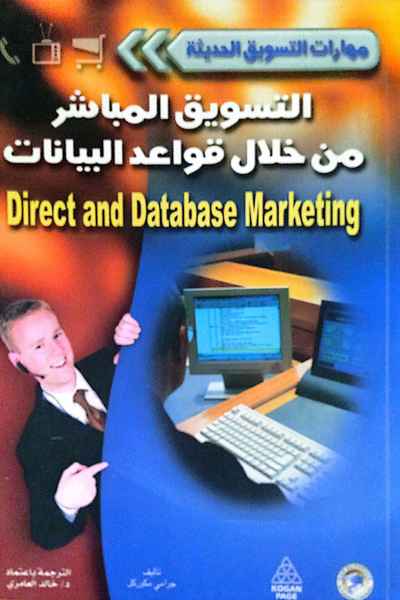 مهارات التسويق الحديثة
التسويق المباشر
من خلال قواعد البيانات
Direct and Database Marketing
تأليف
جرامي مكوركل
الترجمة باعتماد
د/ خالد العامري
KOGAN
PAGE